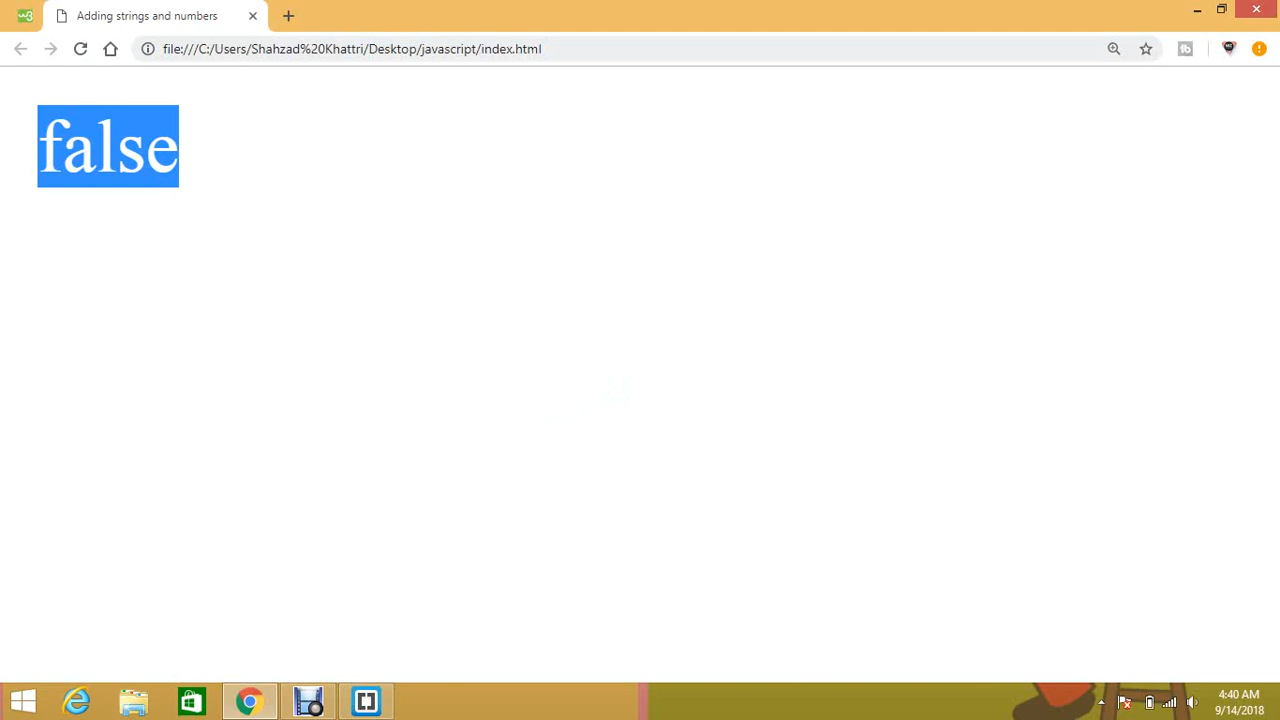 Adding strings and numbers
file:///C:/Users/Shahzad%20Khattri/Desktop/javascript/index.html
false
4:40 AM
9/14/2018